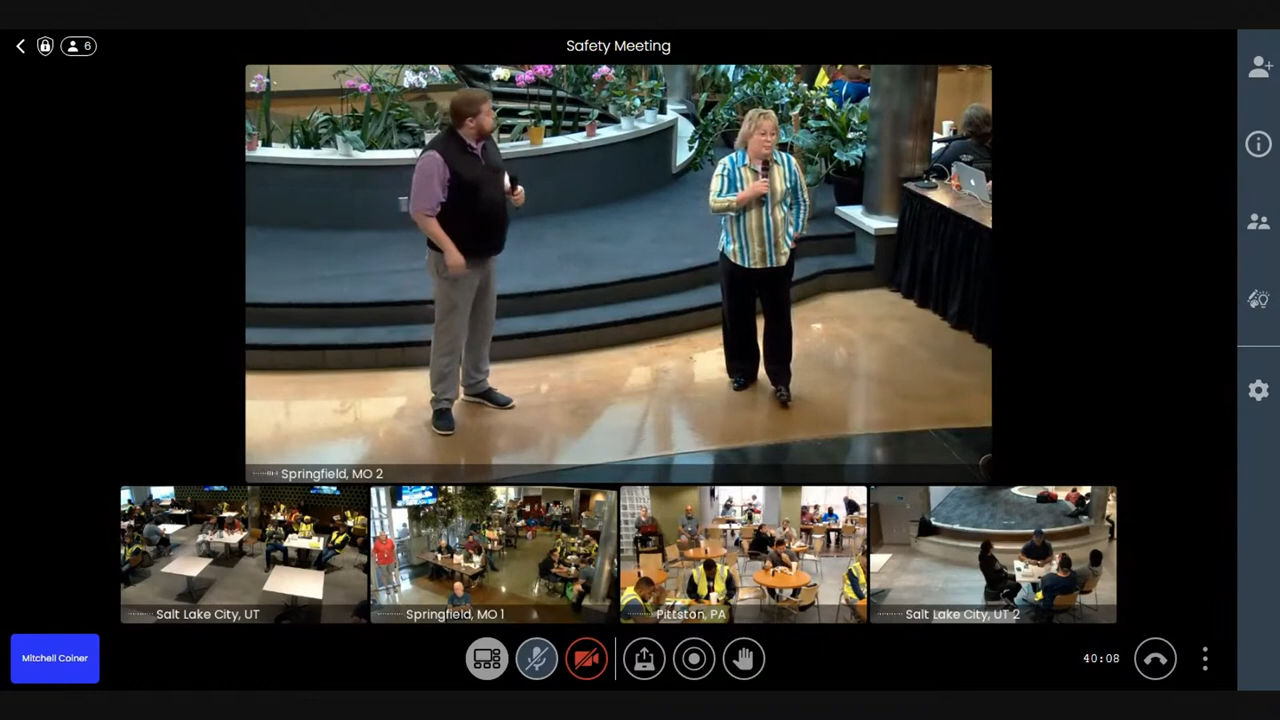 6
Safety Meeting
Springfield, MO 2
Salt Lake City, UT
Springfield, MO 1
Pittston, PA
Salt Lake City, UT 2
Mitchell Coiner
40:08